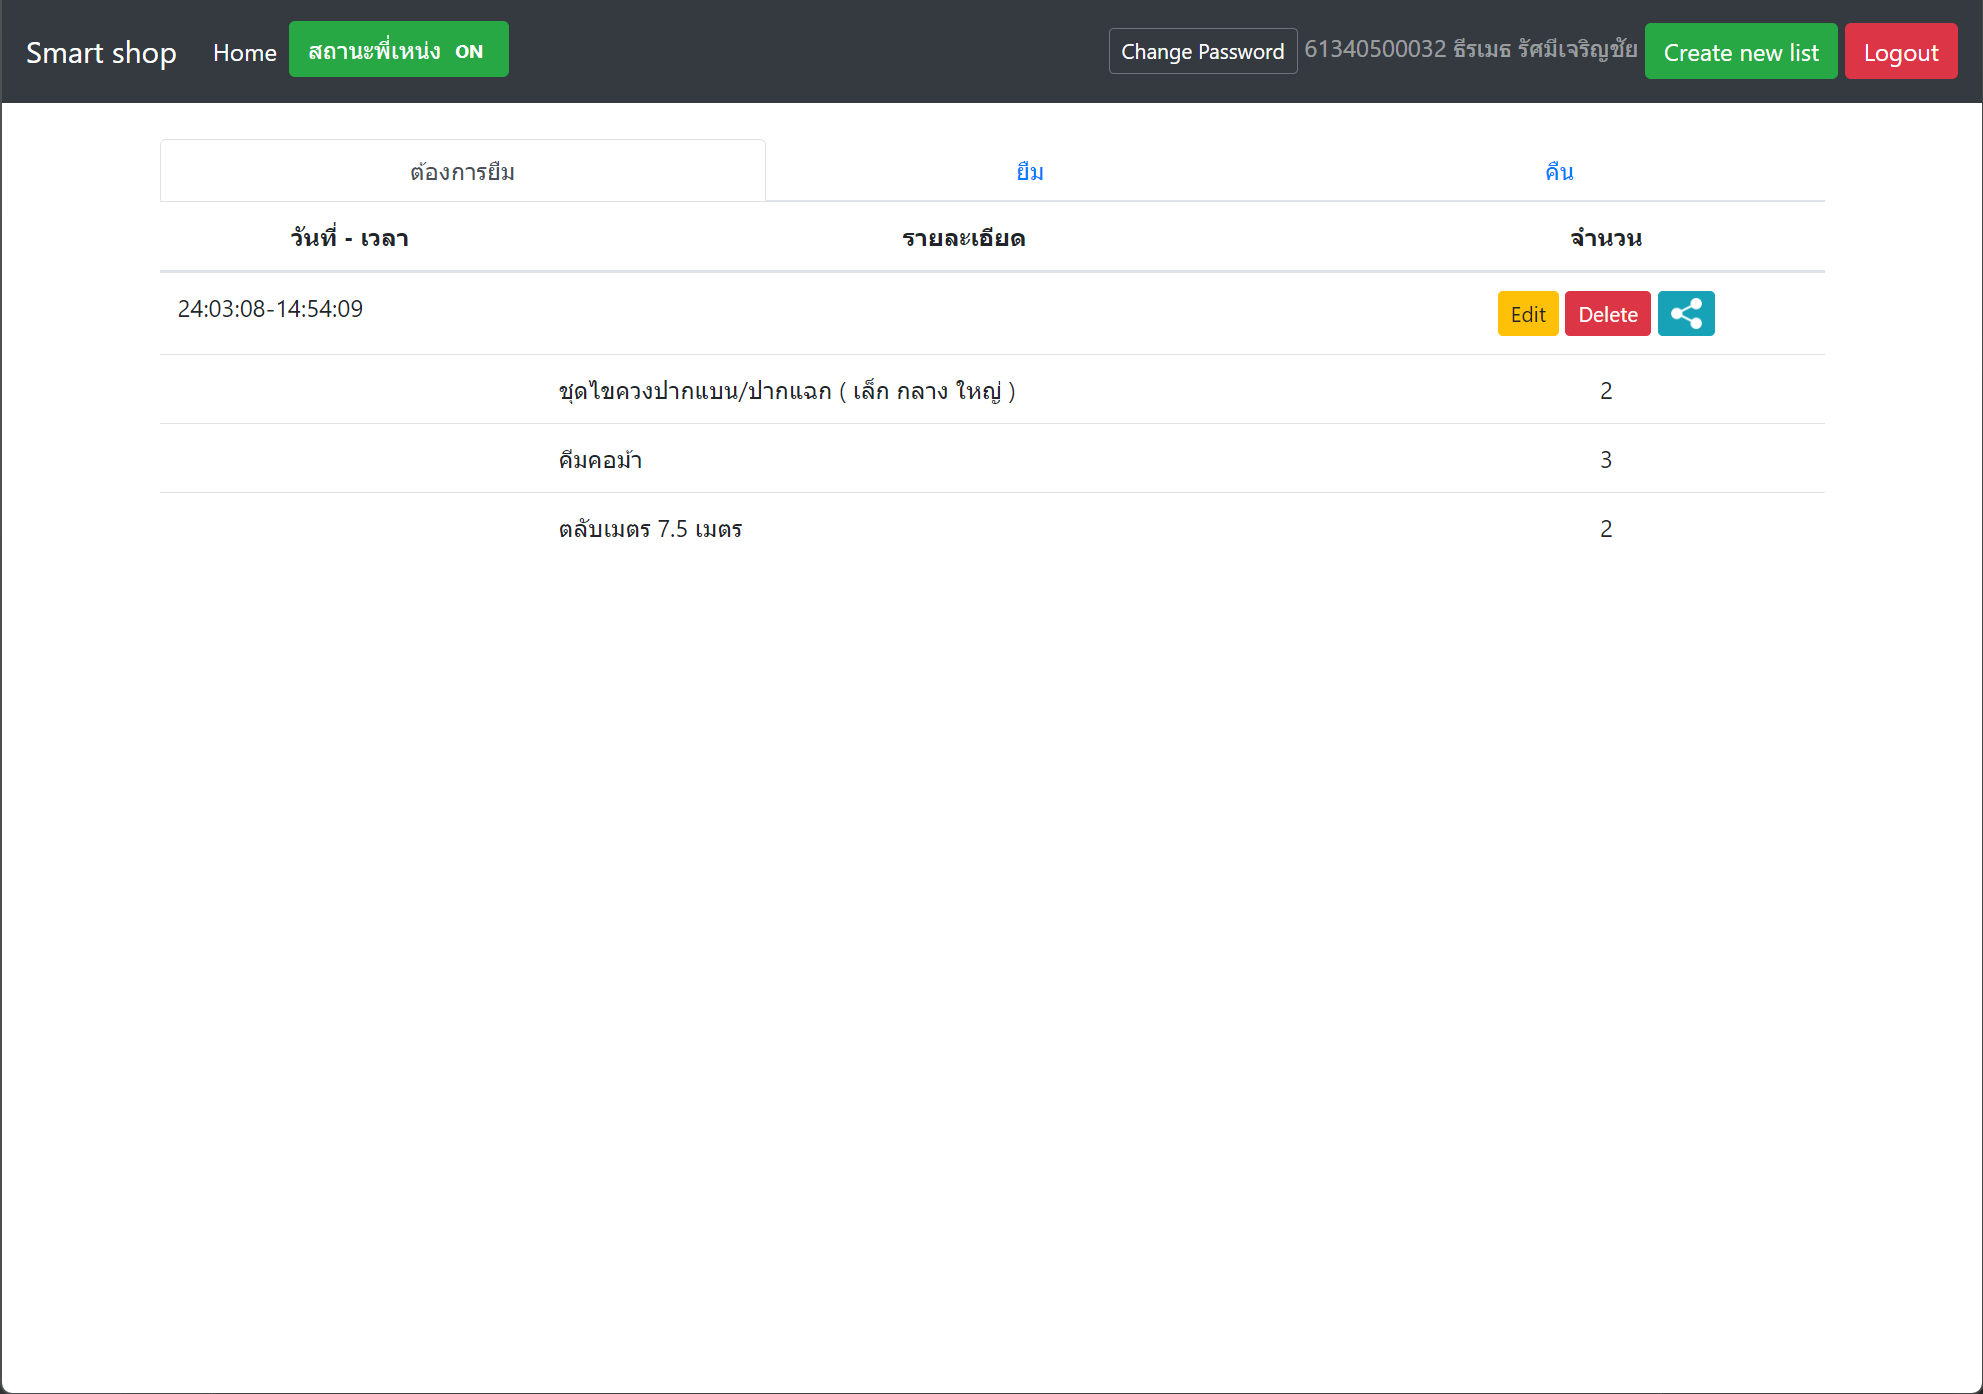 Smart shop Home สถานะพี่เหน่ง ON Change Password 61340500032 ธีรเมธ รัศมีเจริญชัย Create new list Logout
ต้องการยืม ยืม คืน
วันที่ - เวลา รายละเอียด จำนวน
24:03:08-14:54:09 Edit Delete
ชุดไขควงปากแบน/ปากแฉก ( เล็ก กลาง ใหญ่ ) 2
คีมคอม้า 3
ตลับเมตร 7.5 เมตร 2